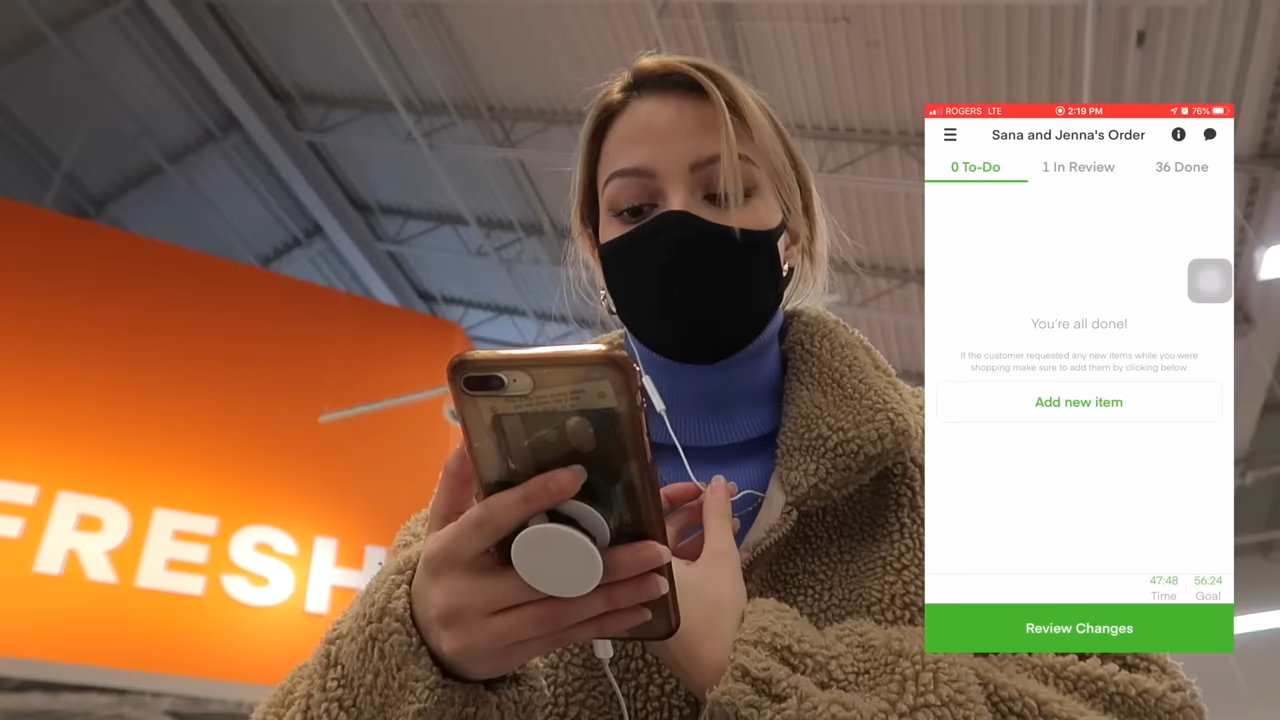 FRESH
ROGERS LTE
2:19 PM
76%
Sana and Jenna's Order
0 To-Do
1 In Review
36 Done
You're all done!
If the customer requested any new items while you were
shopping make sure to add them by clicking below.
Add new item
47:48 56:24
Time Goal
Review Changes